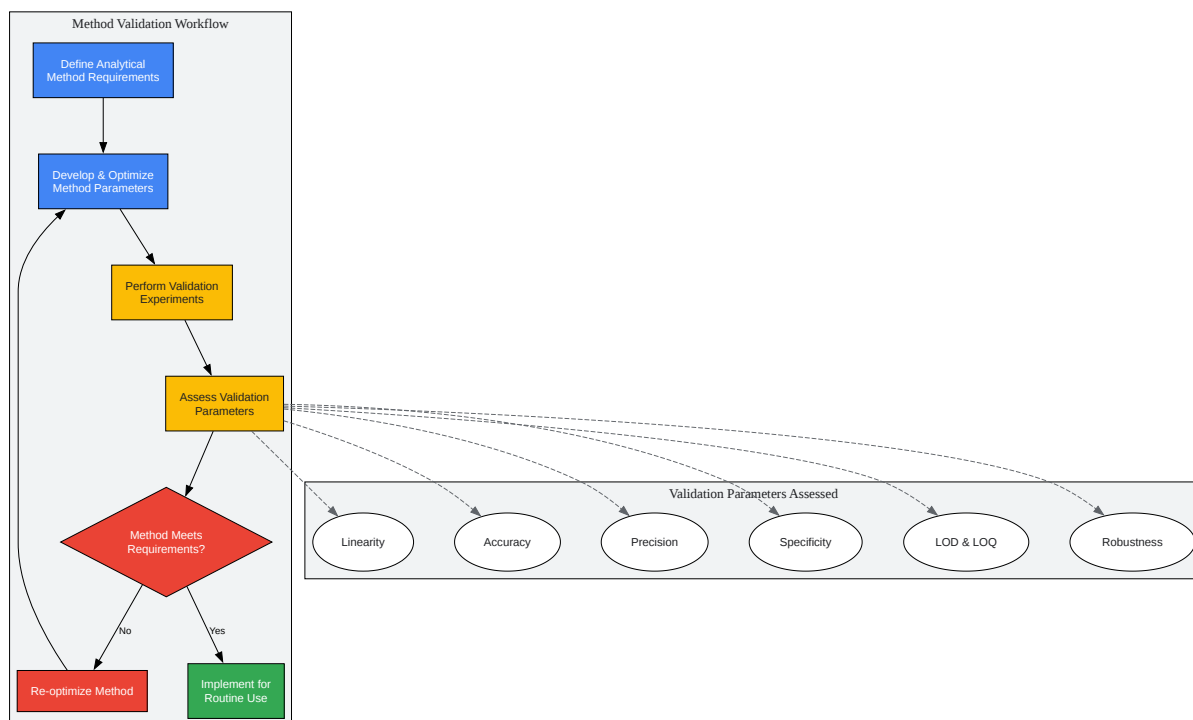 Method Validation Workflow
Define Analytical
Method Requirements
Develop & Optimize
Method Parameters
Perform Validation
Experiments
Assess Validation
Parameters
Validation Parameters Assessed
Method Meets
Requirements?
Linearity
Accuracy
Precision
Specificity
LOD & LOQ
Robustness
No
Yes
Re-optimize Method
Implement for
Routine Use